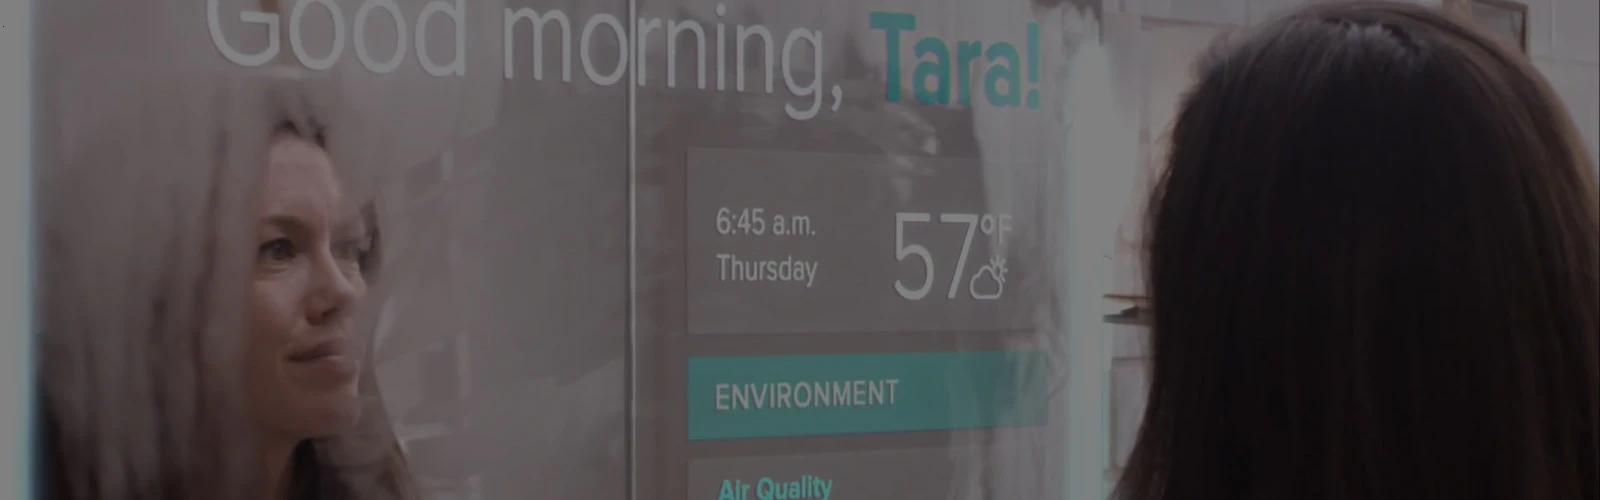 Good morning, Tara!
6:45 a.m.
57°F
Thursday
ENVIRONMENT
Air Quality